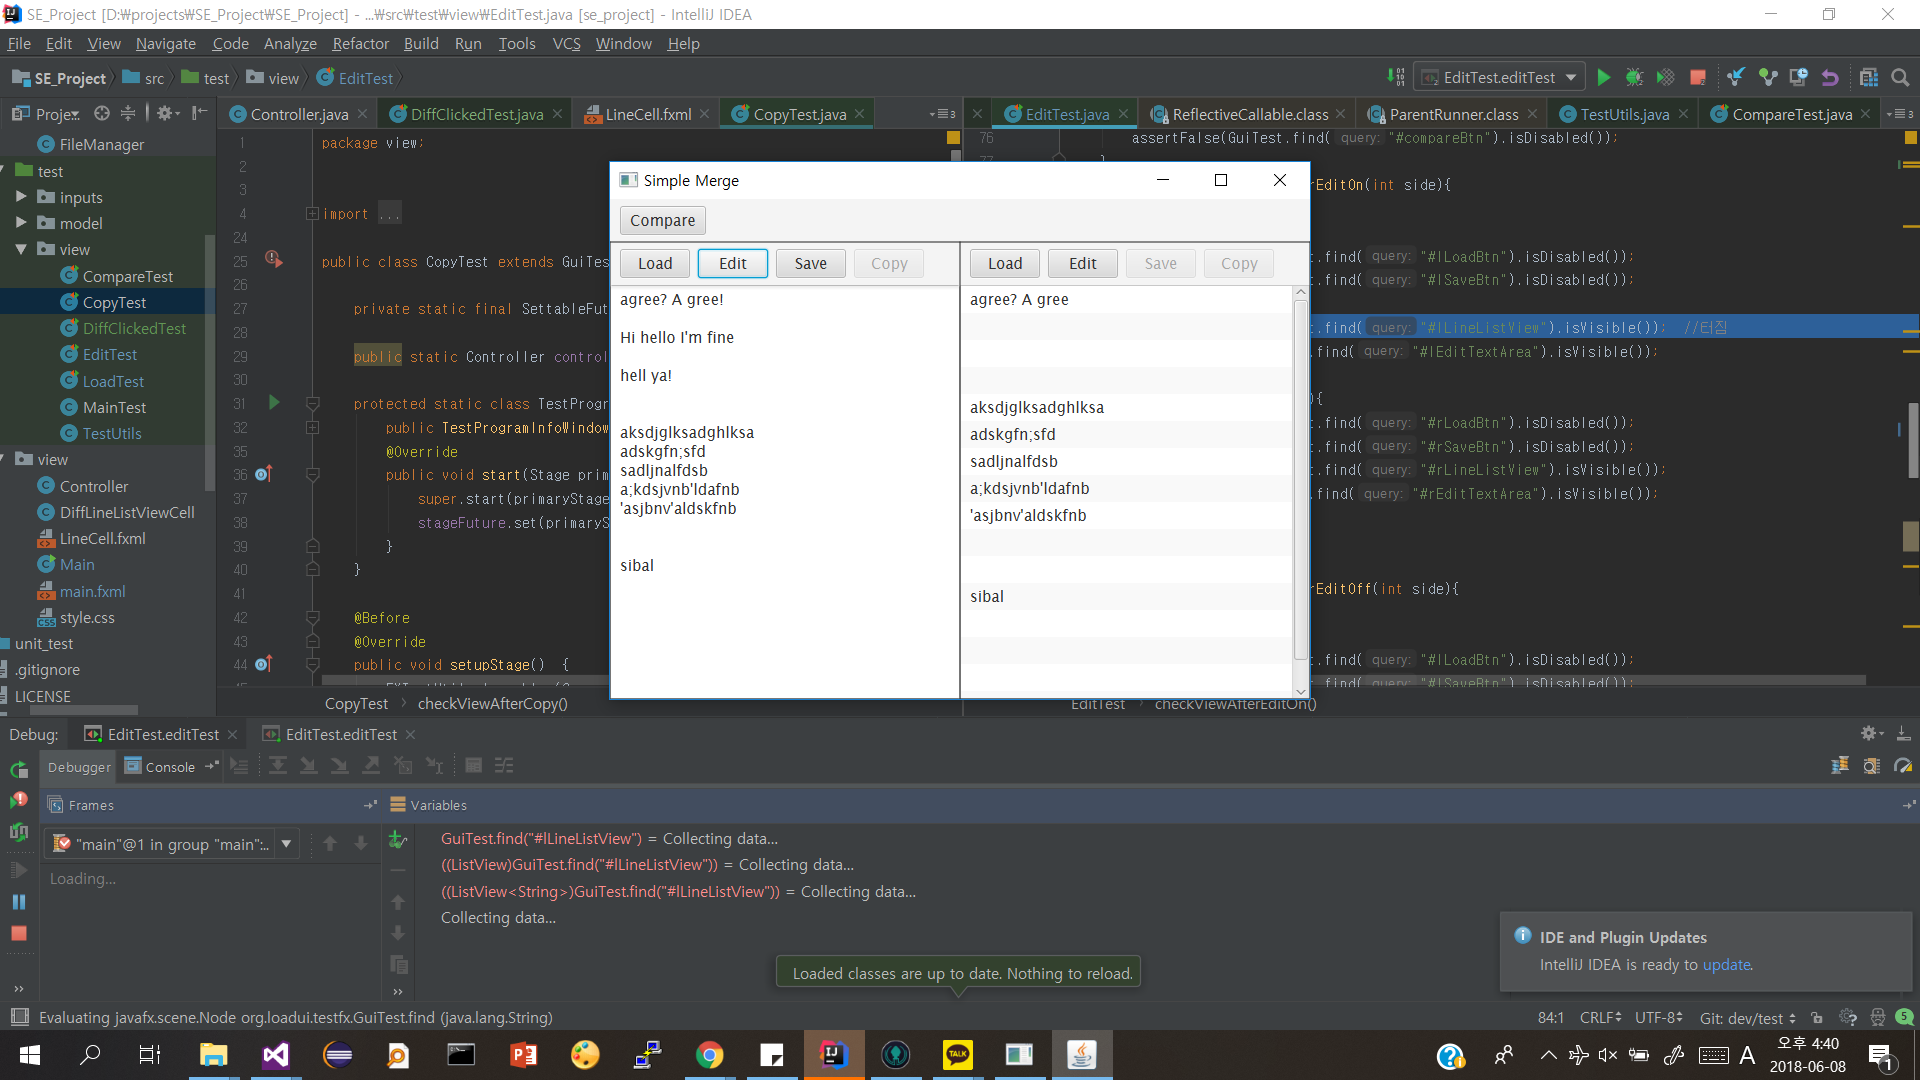 SE_Project [D:₩projects₩SE_Project₩SE_Project] - ...₩src₩test₩view₩EditTest.java [se_project] - IntelliJ IDEA
File Edit View Navigate Code Analyze Refactor Build Run Tools VCS Window Help
SE_Project src test view EditTest
EditTest.editTest
Proje
Controller.java DiffClickedTest.java LineCell.fxml CopyTest.java
EditTest.java ReflectiveCallable.class ParentRunner.class TestUtils.java CompareTest.java
FileManager
test
inputs
model
view
CompareTest
CopyTest
DiffClickedTest
EditTest
LoadTest
MainTest
TestUtils
view
Controller
DiffLineListViewCell
LineCell.fxml
Main
main.fxml
style.css
unit_test
.gitignore
LICENSE
1 package view;
2
3
4 import ...
24
25 public class CopyTest extends GuiTes
26
27 private static final SettableFut
28
29 public static Controller control
30
31 protected static class TestProgr
32 public TestProgramInfoWindow
@Override
36 public void start(Stage prim
37 super.start(primaryStage
38 stageFuture.set(primaryS
39 }
40 }
41
42 @Before
43 @Override
44 public void setupStage() {
76 assertFalse(GuiTest.find( query: "#compareBtn").isDisabled());
77 }
rEditOn(int side){
t.find( query: "#lLoadBtn").isDisabled());
t.find( query: "#lSaveBtn").isDisabled());
t.find( query: "#lLineListView").isVisible()); //터짐
t.find( query: "#lEditTextArea").isVisible());
){
t.find( query: "#rLoadBtn").isDisabled());
t.find( query: "#rSaveBtn").isDisabled());
t.find( query: "#rLineListView").isVisible());
t.find( query: "#rEditTextArea").isVisible());
rEditOff(int side){
t.find( query: "#lLoadBtn").isDisabled());
t.find( query: "#lSaveBtn").isDisabled());
Simple Merge
Compare
Load Edit Save Copy
agree? A gree!
Hi hello I'm fine
hell ya!
aksdjglksadghlksa
adskgfn;sfd
sadljnalfdsb
a;kdsjvnb'ldafnb
'asjbnv'aldskfnb
sibal
Load Edit Save Copy
agree? A gree
aksdjglksadghlksa
adskgfn;sfd
sadljnalfdsb
a;kdsjvnb'ldafnb
'asjbnv'aldskfnb
sibal
CopyTest checkViewAfterCopy()
EditTest checkViewAfterEditOn()
Debug: EditTest.editTest EditTest.editTest
Debugger Console
Frames
Variables
"main"@1 in group "main":...
Loading...
GuiTest.find("#lLineListView") = Collecting data...
((ListView)GuiTest.find("#lLineListView")) = Collecting data...
((ListView<String>)GuiTest.find("#lLineListView")) = Collecting data...
Collecting data...
Loaded classes are up to date. Nothing to reload.
IDE and Plugin Updates
IntelliJ IDEA is ready to update.
Evaluating javafx.scene.Node org.loadui.testfx.GuiTest.find (java.lang.String)
84:1 CRLF UTF-8 Git: dev/test 5
TALK
A
오후 4:40
2018-06-08
1